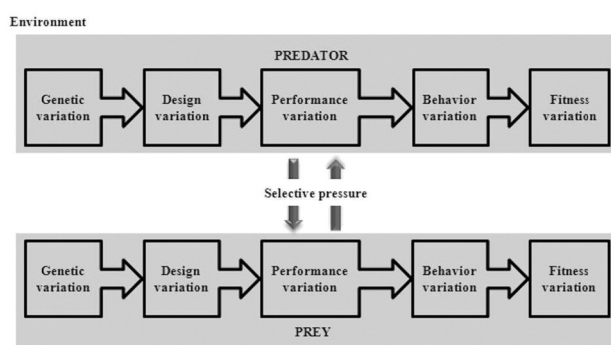 Environment
PREDATOR
Genetic
variation
Design
variation
Performance
variation
Behavior
variation
Fitness
variation
Selective pressure
Genetic
variation
Design
variation
Performance
variation
Behavior
variation
Fitness
variation
PREY